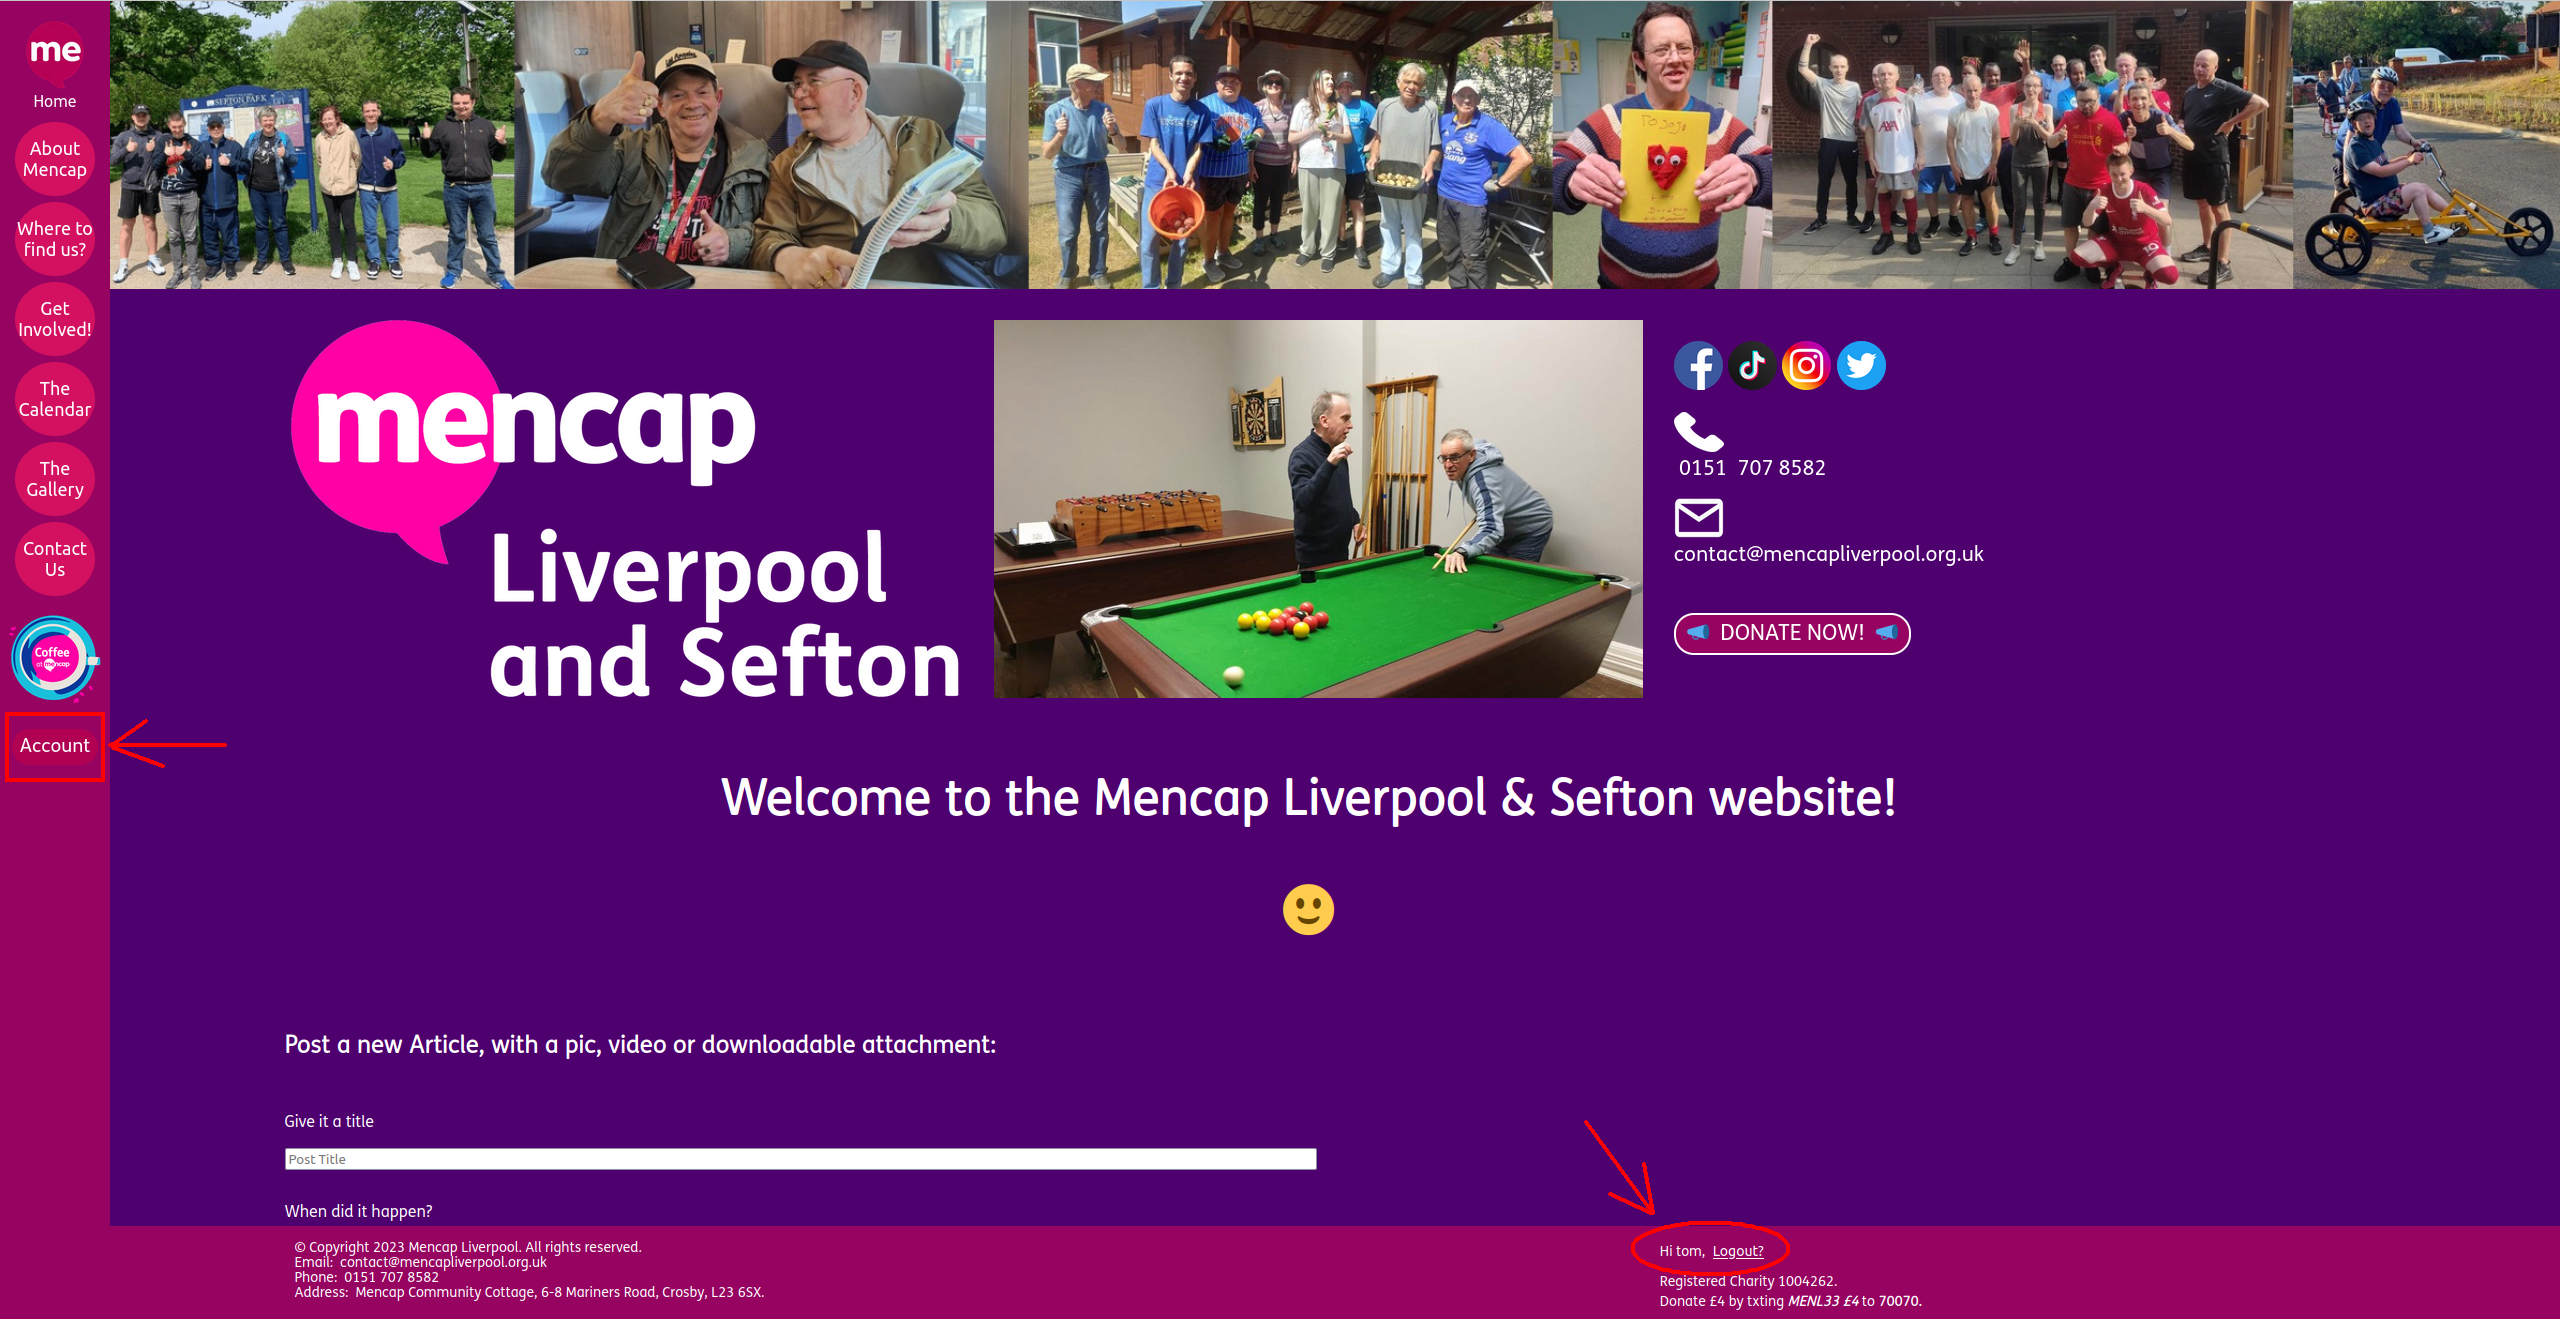 me
Home
About
Mencap
Where to
find us?
Get
Involved!
The
Calendar
The
Gallery
Contact
Us
Coffee
at mencap
Account
SEFTON PARK
AXA
TO Jojo
mencap
Liverpool
and Sefton
0151 707 8582
contact@mencapliverpool.org.uk
DONATE NOW!
Welcome to the Mencap Liverpool & Sefton website!
Post a new Article, with a pic, video or downloadable attachment:
Give it a title
Post Title
When did it happen?
© Copyright 2023 Mencap Liverpool. All rights reserved.
Email: contact@mencapliverpool.org.uk
Phone: 0151 707 8582
Address: Mencap Community Cottage, 6-8 Mariners Road, Crosby, L23 6SX.
Hi tom, Logout?
Registered Charity 1004262.
Donate £4 by txting MENL33 £4 to 70070.